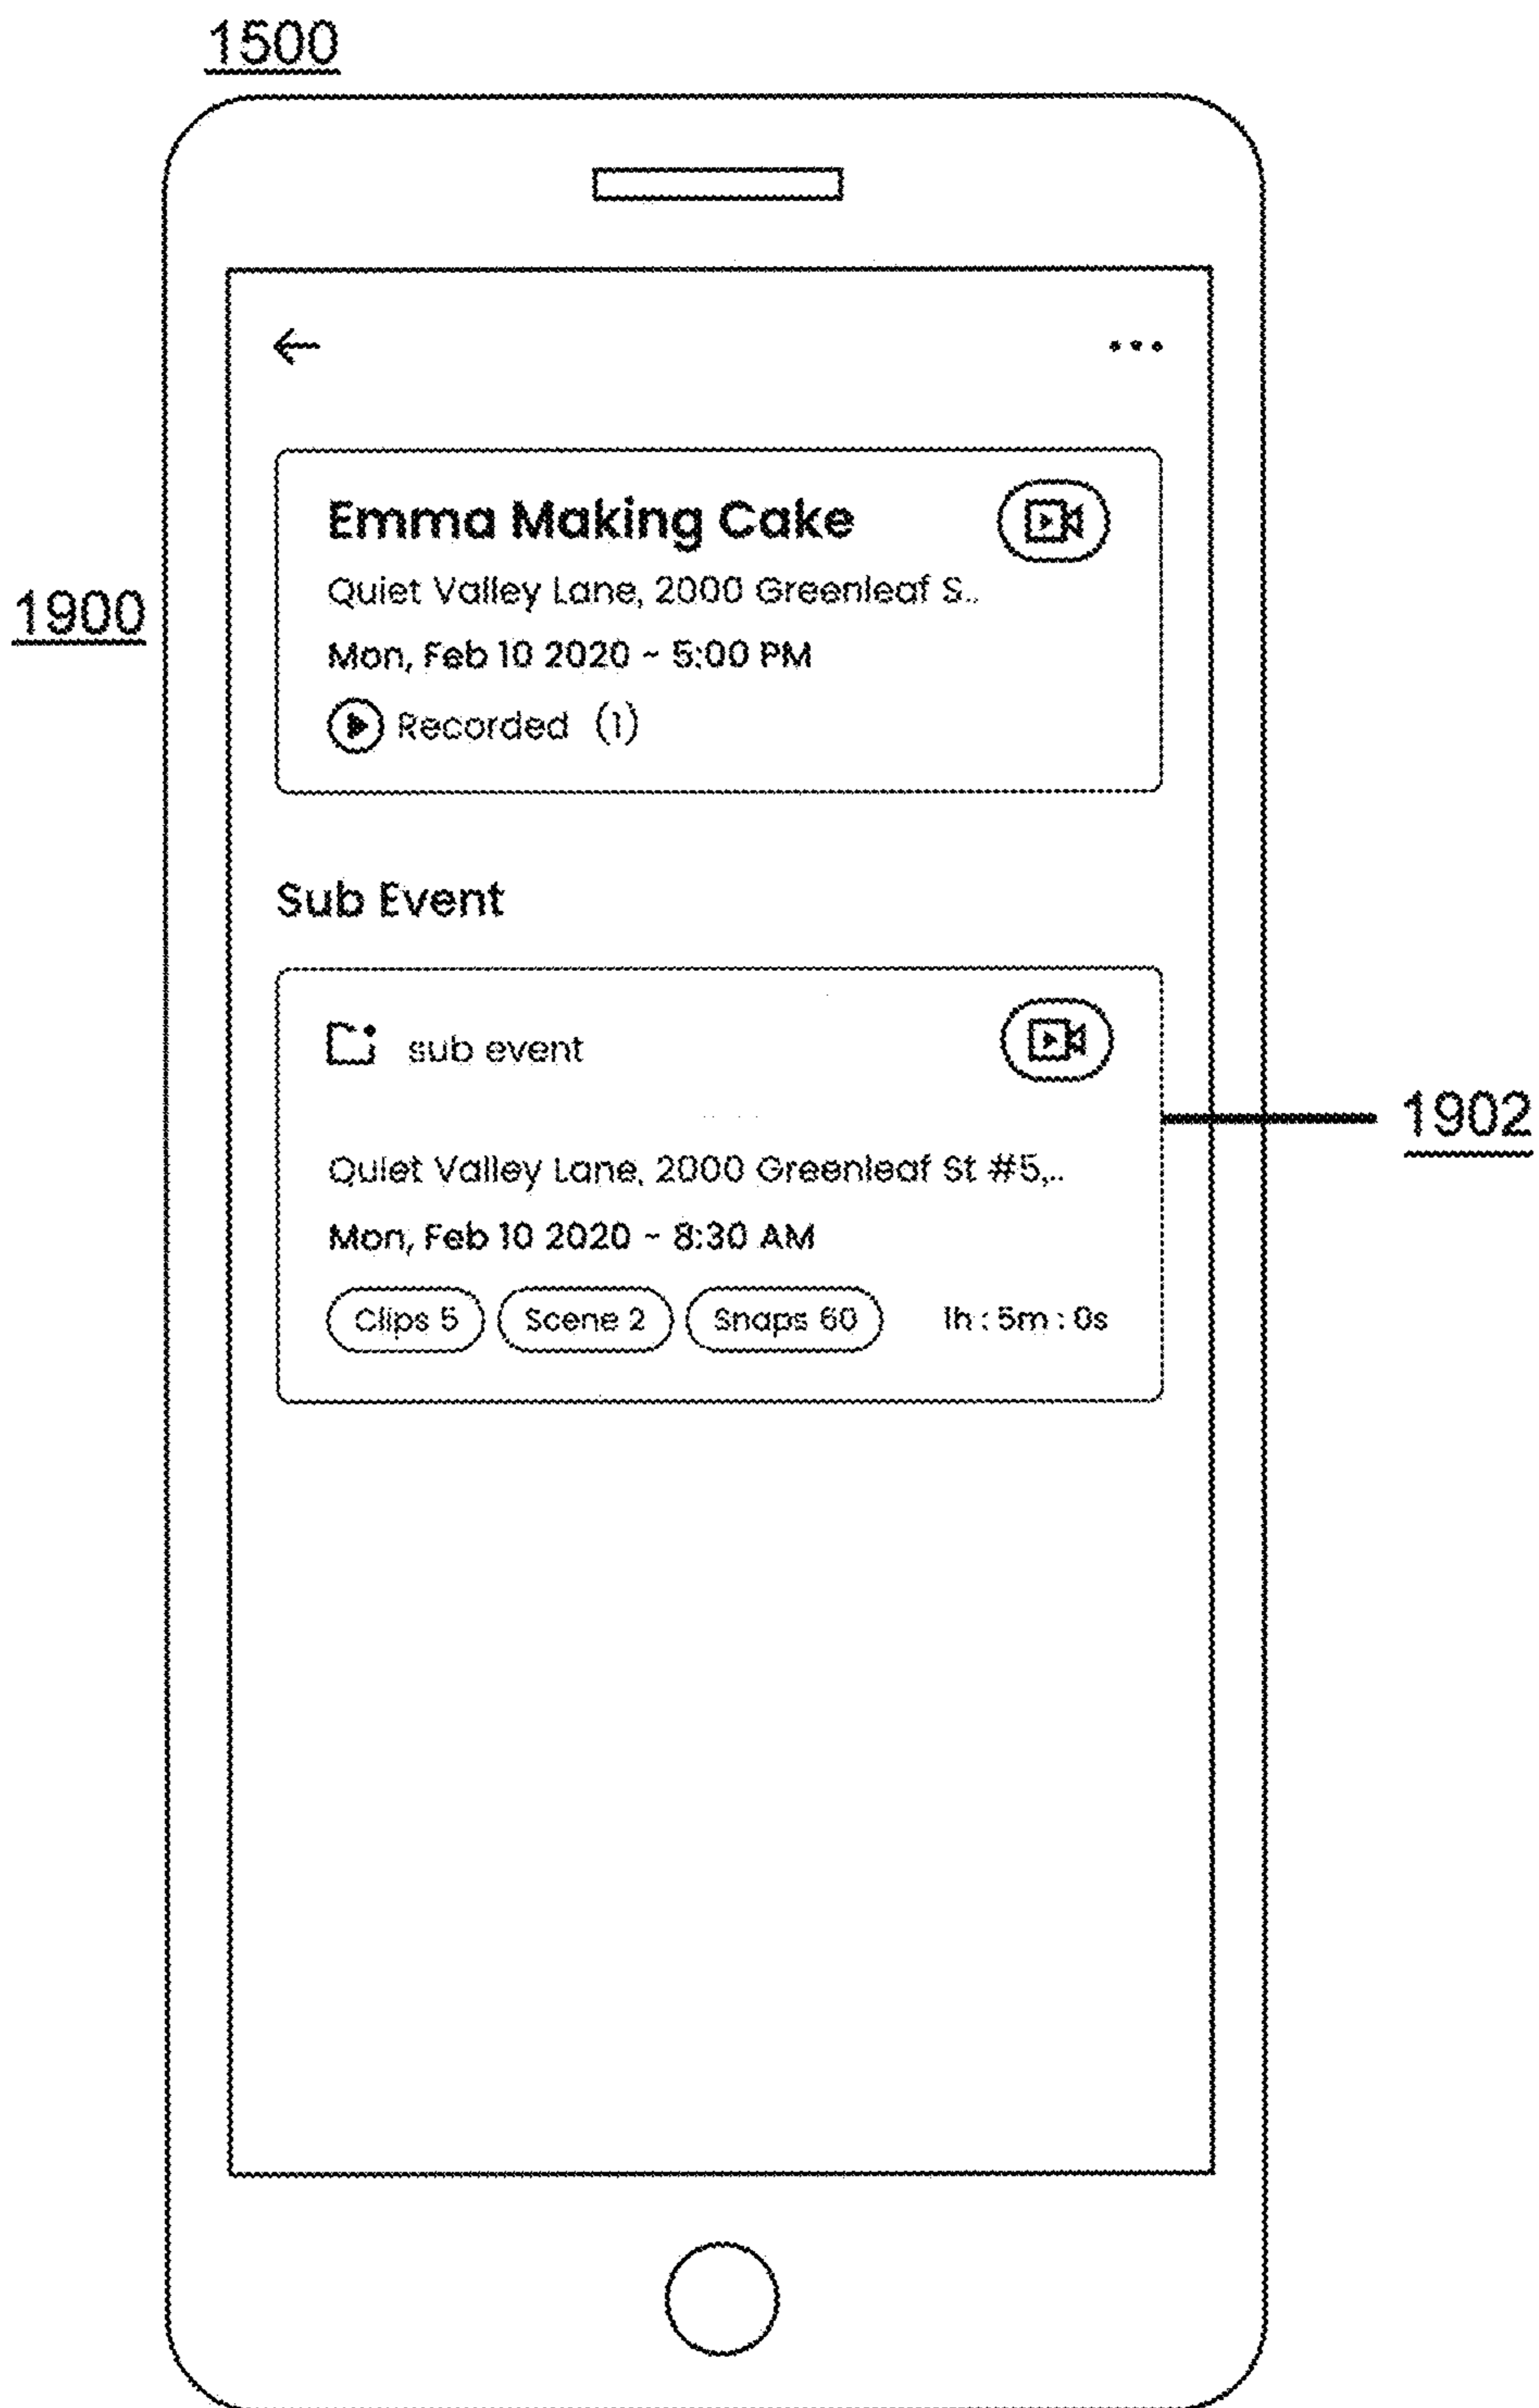 1500
Emma Making Cake
Quiet Valley Lane, 2000 Greenleaf S..
1900
Mon, Feb 10 2020 ~ 5:00 PM
Recorded (1)
Sub Event
sub event
1902
Quiet Valley Lane, 2000 Greenleaf St #5,..
Mon, Feb 10 2020 ~ 8:30 AM
Clips 5 Scene 2 Snaps 60 1h : 5m : 0s